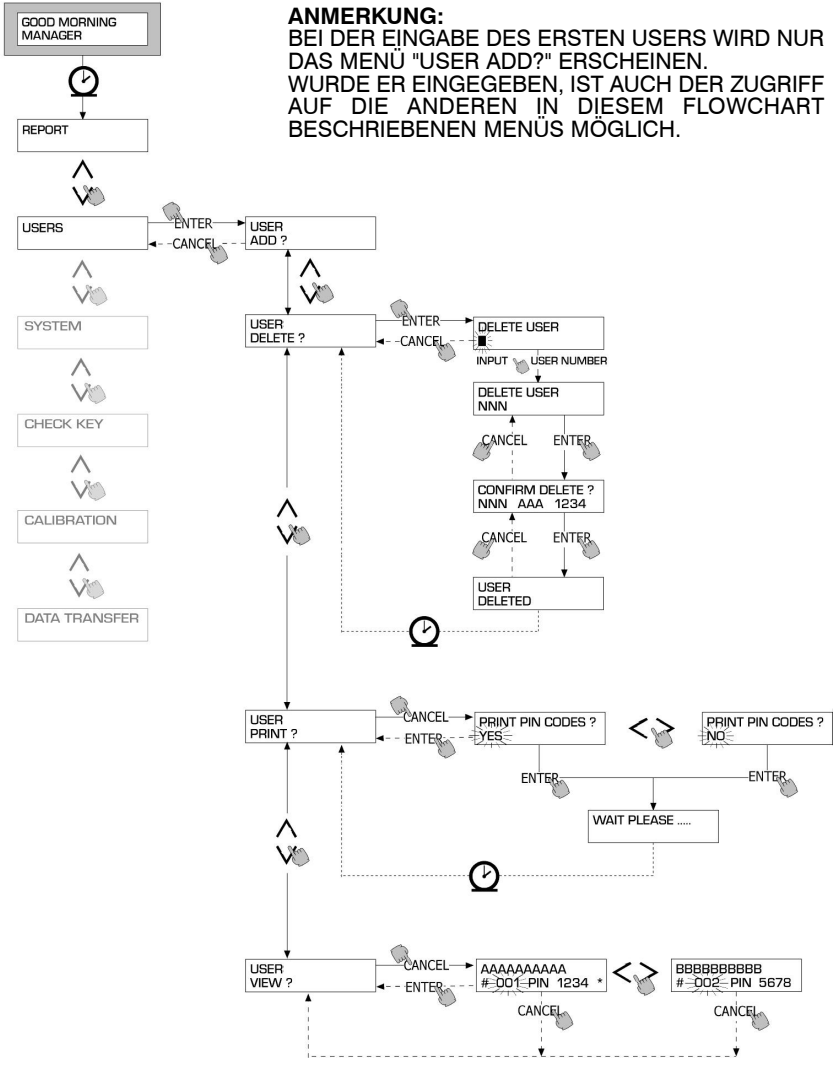 GOOD MORNING
MANAGER
ANMERKUNG:
BEI DER EINGABE DES ERSTEN USERS WIRD NUR
DAS MENÜ "USER ADD?" ERSCHEINEN.
WURDE ER EINGEGEBEN, IST AUCH DER ZUGRIFF
AUF DIE ANDEREN IN DIESEM FLOWCHART
BESCHRIEBENEN MENÜS MÖGLICH.
REPORT
USERS
ENTER
CANCEL
USER
ADD ?
SYSTEM
USER
DELETE ?
ENTER
CANCEL
DELETE USER
INPUT USER NUMBER
DELETE USER
NNN
CHECK KEY
CANCEL ENTER
CONFIRM DELETE ?
NNN AAA 1234
CALIBRATION
CANCEL ENTER
USER
DELETED
DATA TRANSFER
USER
PRINT ?
CANCEL
ENTER
PRINT PIN CODES ?
YES
PRINT PIN CODES ?
NO
ENTER
ENTER
WAIT PLEASE .....
USER
VIEW ?
CANCEL
ENTER
AAAAAAAAAA
# 001 PIN 1234 *
BBBBBBBBBB
# 002 PIN 5678
CANCEL
CANCEL